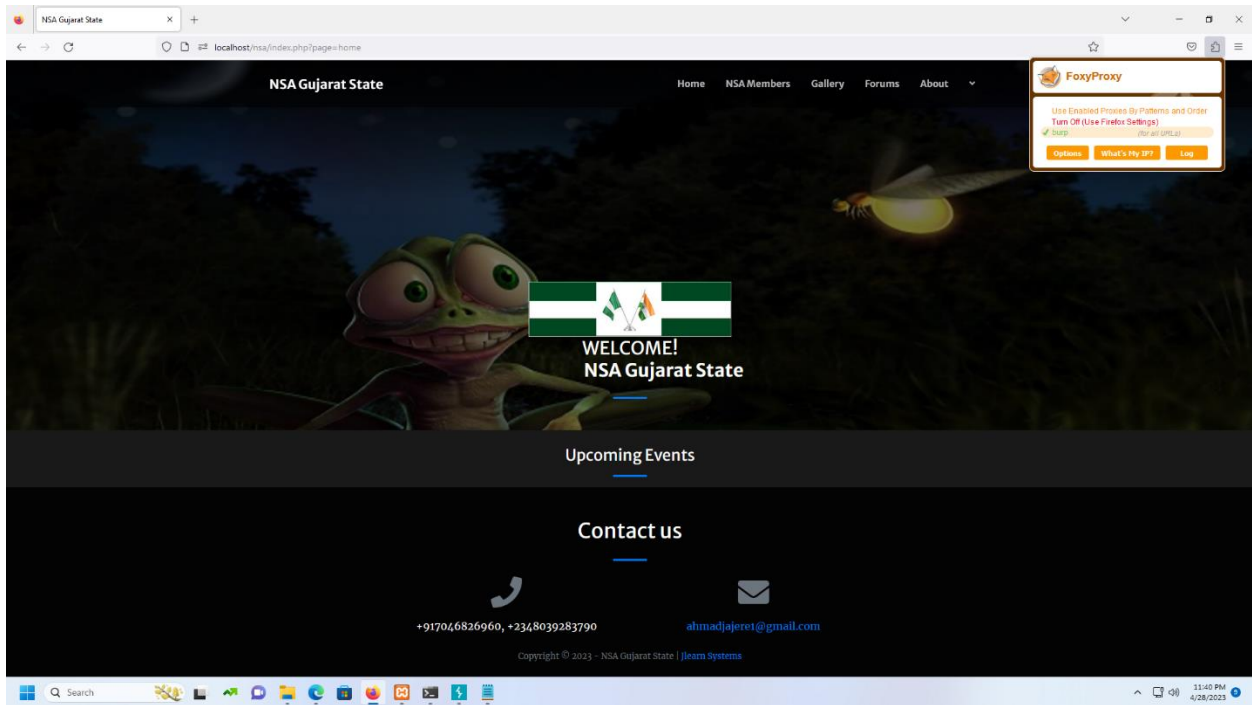 NSA Gujarat State
localhost/nsa/index.php?page=home
NSA Gujarat State
Home NSA Members Gallery Forums About
FoxyProxy
Use Enabled Proxies By Patterns and Order
Turn Off (Use Firefox Settings)
burp (for all URLs)
Options What's My IP? Log
WELCOME!
NSA Gujarat State
Upcoming Events
Contact us
+917046826960, +2348039283790
ahmadjajere1@gmail.com
Copyright © 2023 - NSA Gujarat State | Jlearn Systems
Search
11:40 PM
4/28/2023